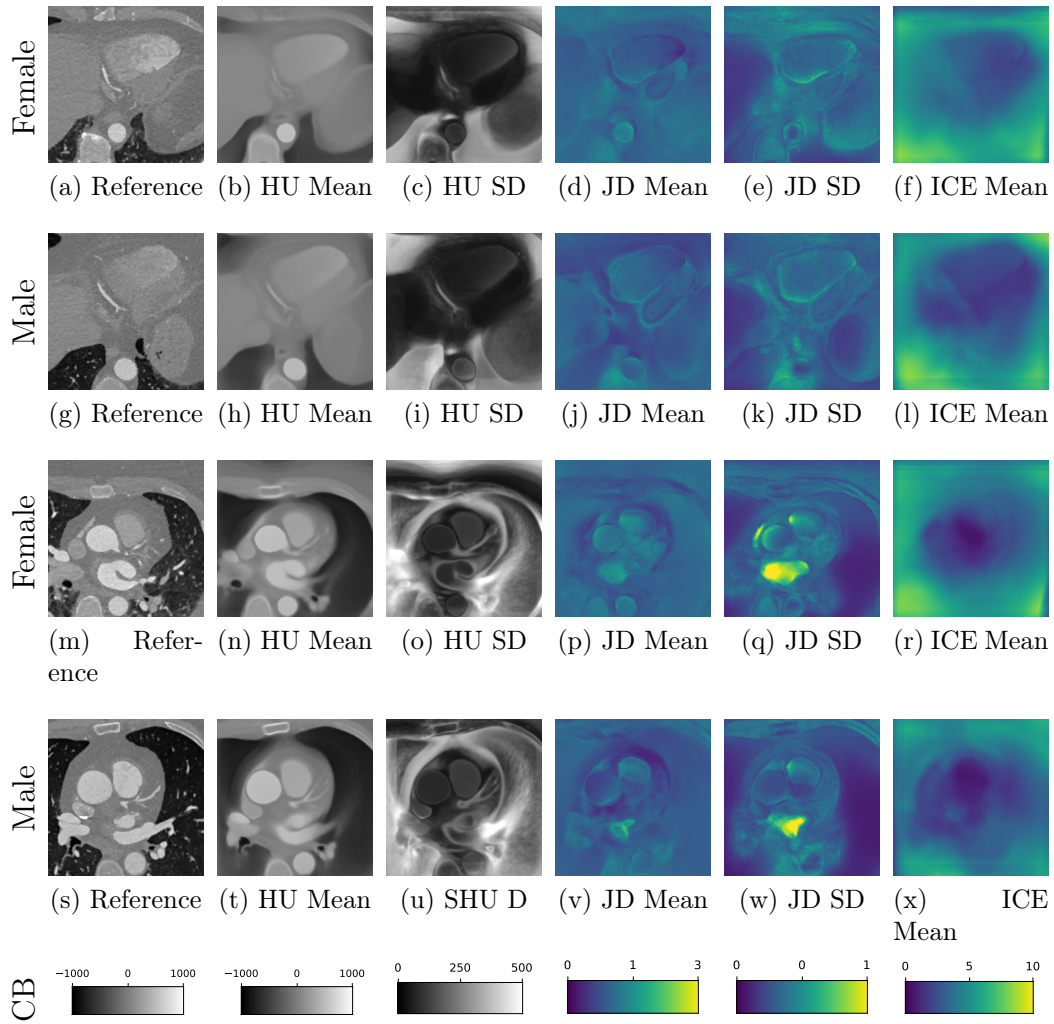 Female
(a) Reference (b) HU Mean (c) HU SD (d) JD Mean (e) JD SD (f) ICE Mean
Male
(g) Reference (h) HU Mean (i) HU SD (j) JD Mean (k) JD SD (l) ICE Mean
Female
(m) Refer- (n) HU Mean (o) HU SD (p) JD Mean (q) JD SD (r) ICE Mean
ence
Male
(s) Reference (t) HU Mean (u) SHU D (v) JD Mean (w) JD SD (x) ICE
Mean
CB
−1000 0 1000 −1000 0 1000 0 250 500 0 1 3 0 0 1 0 5 10